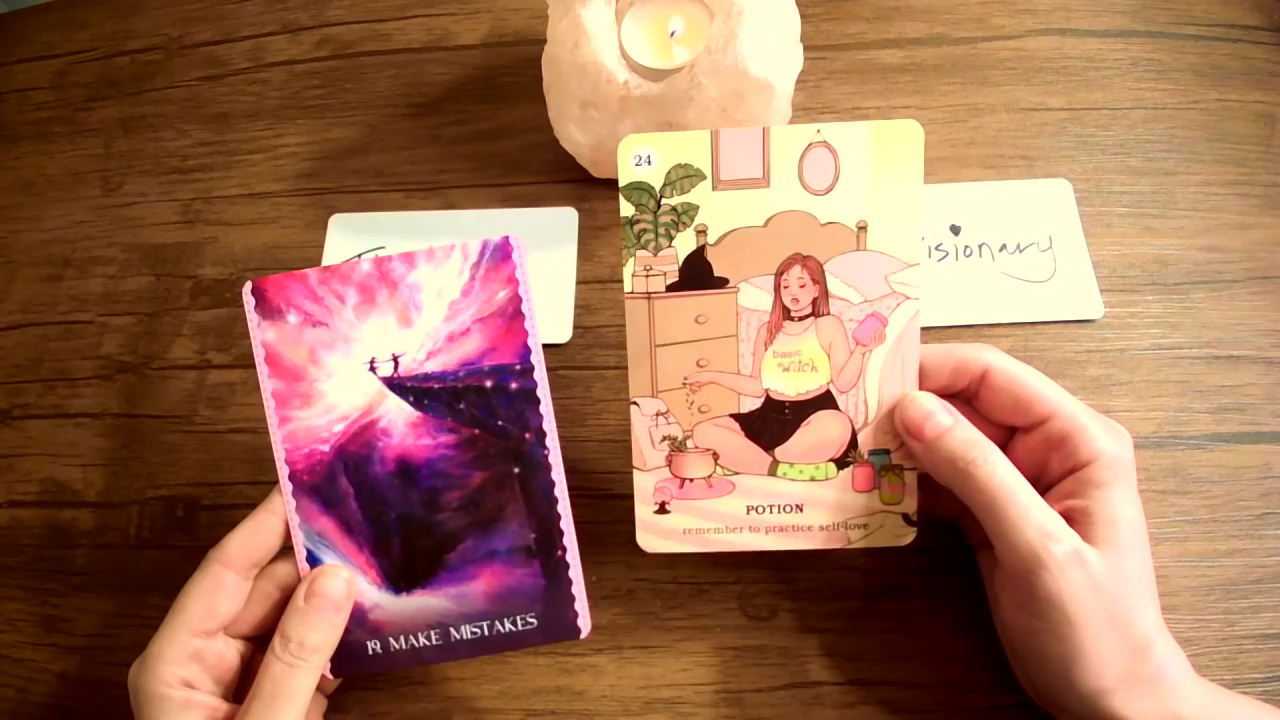 24
isionary
basic
witch
POTION
remember to practice self-love
19. MAKE MISTAKES